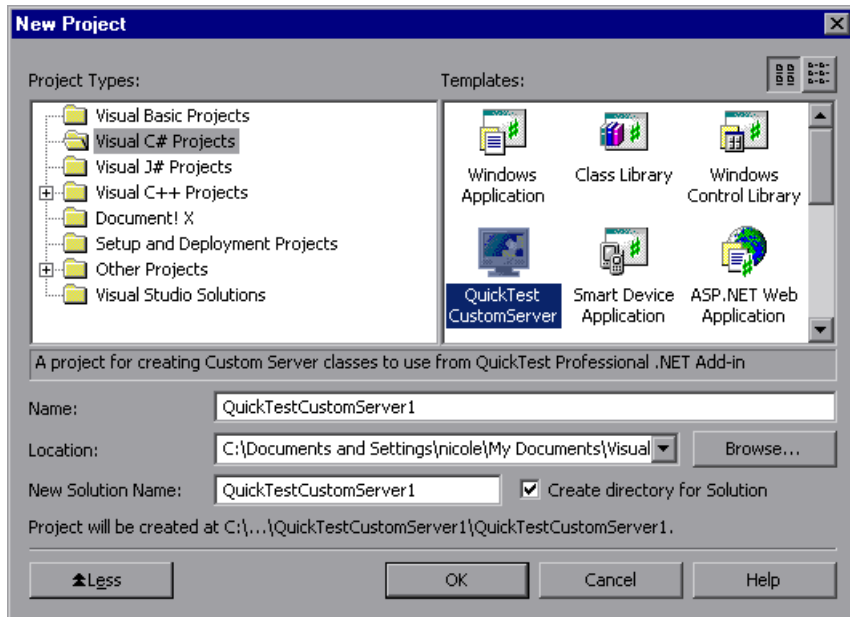 New Project
Project Types:
Templates:
Visual Basic Projects
Visual C# Projects
Visual J# Projects
Visual C++ Projects
Document! X
Setup and Deployment Projects
Other Projects
Visual Studio Solutions
Windows
Application
Class Library
Windows
Control Library
QuickTest
CustomServer
Smart Device
Application
ASP.NET Web
Application
A project for creating Custom Server classes to use from QuickTest Professional .NET Add-in
Name:
QuickTestCustomServer1
Location:
C:\Documents and Settings\nicole\My Documents\Visual
Browse...
New Solution Name:
QuickTestCustomServer1
Create directory for Solution
Project will be created at C:\...\QuickTestCustomServer1\QuickTestCustomServer1.
Less
OK
Cancel
Help